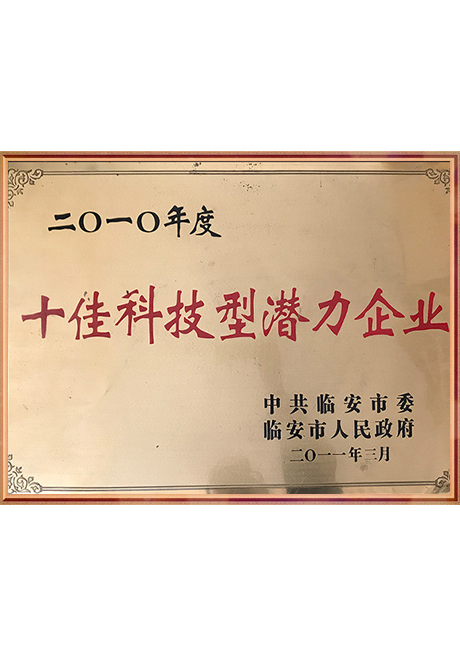 二〇一〇年度
十佳科技型潜力企业
中共临安市委
临安市人民政府
二〇一一年三月